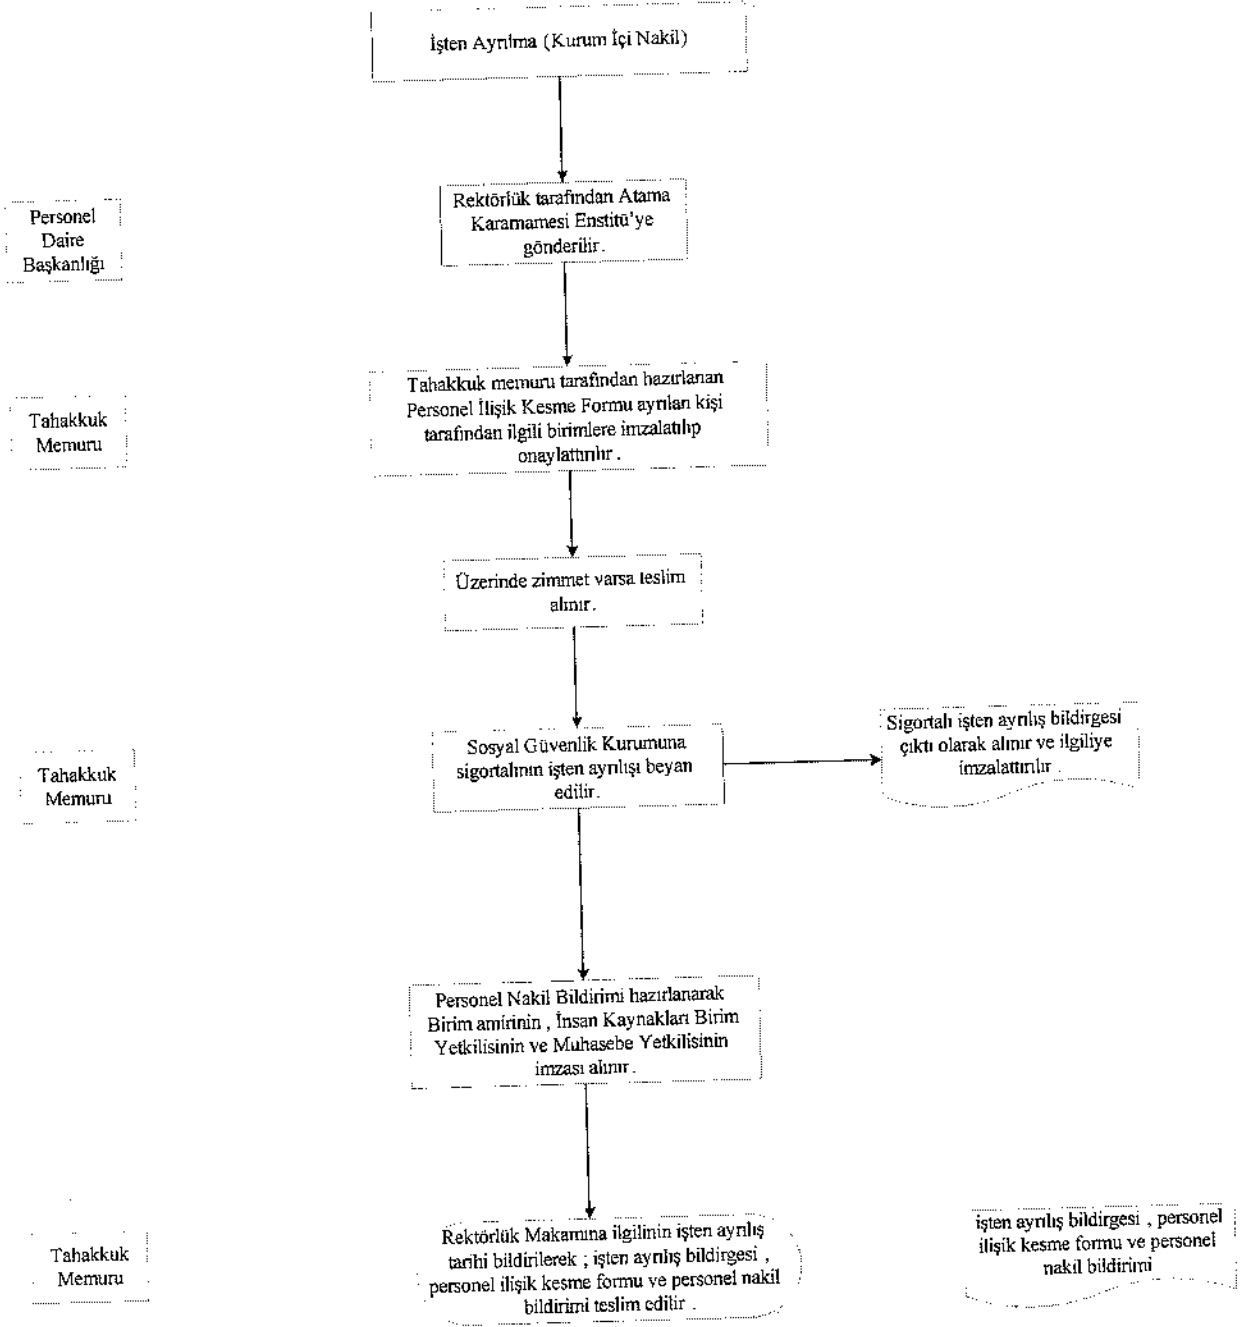 İşten Ayrılma (Kurum İçi Nakil)
Personel
Daire
Başkanlığı
Rektörlük tarafından Atama
Kararnamesi Enstitü'ye
gönderilir.
Tahakkuk
Memuru
Tahakkuk memuru tarafından hazırlanan
Personel İlişik Kesme Formu ayrılan kişi
tarafından ilgili birimlere imzalatılıp
onaylattırılır .
Üzerinde zimmet varsa teslim
alınır .
Tahakkuk
Memuru
Sosyal Güvenlik Kurumuna
sigortalının işten ayrılışı beyan
edilir.
Sigortalı işten ayrılış bildirgesi
çıktı olarak alınır ve ilgiliye
imzalattırılır .
Personel Nakil Bildirimi hazırlanarak
Birim amirinin , İnsan Kaynakları Birim
Yetkilisinin ve Muhasebe Yetkilisinin
imzası alınır .
Tahakkuk
Memuru
Rektörlük Makamına ilgilinin işten ayrılış
tarihi bildirilerek ; işten ayrılış bildirgesi ,
personel ilişik kesme formu ve personel nakil
bildirimi teslim edilir .
işten ayrılış bildirgesi , personel
ilişik kesme formu ve personel
nakil bildirimi